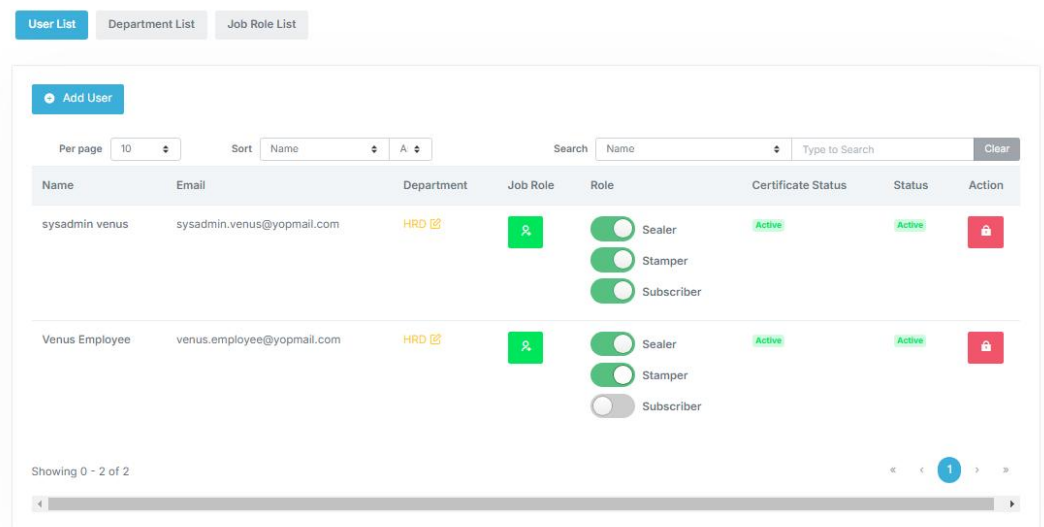 User List Department List Job Role List
Add User
Per page 10 Sort Name A Search Name Type to Search Clear
Name Email Department Job Role Role Certificate Status Status Action
sysadmin venus sysadmin.venus@yopmail.com HRD Sealer Active Active
Stamper
Subscriber
Venus Employee venus.employee@yopmail.com HRD Sealer Active Active
Stamper
Subscriber
Showing 0 - 2 of 2 « ‹ 1 › »